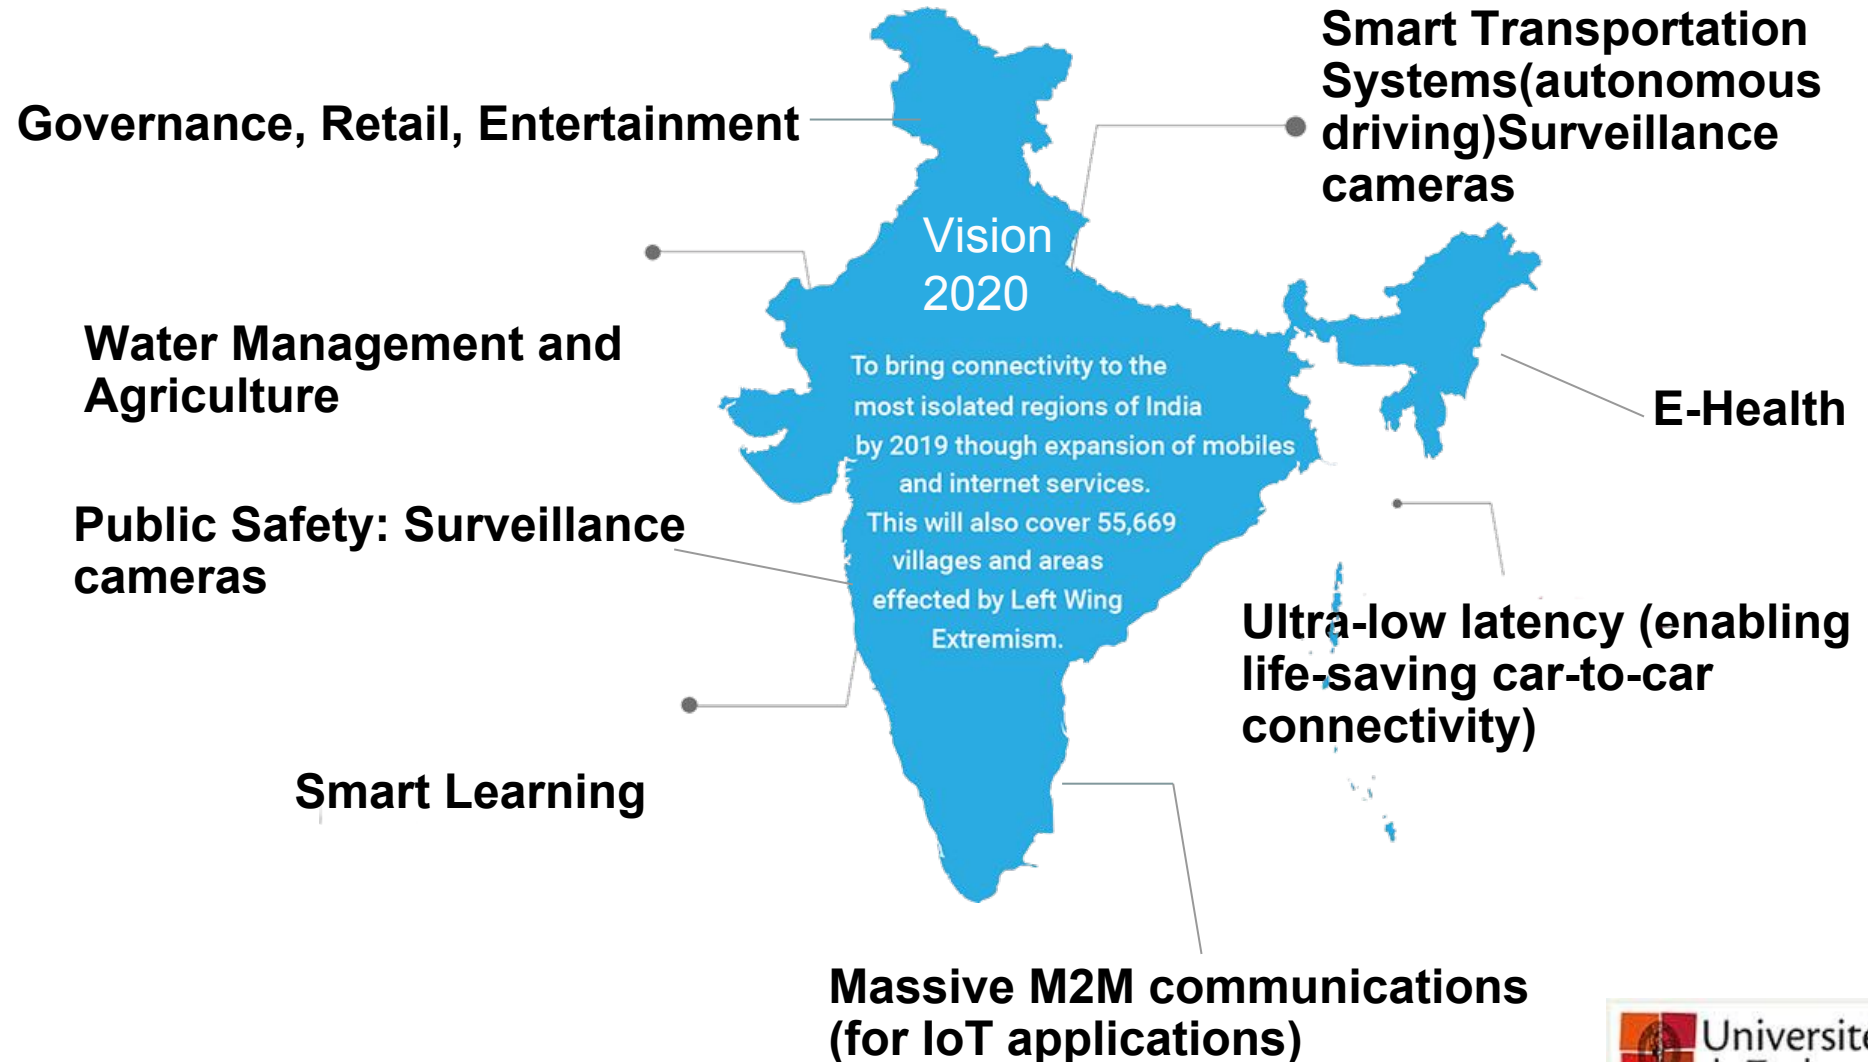 Smart Transportation
Systems(autonomous
driving)Surveillance
cameras
Governance, Retail, Entertainment
Vision
2020
Water Management and
Agriculture
To bring connectivity to the
most isolated regions of India
by 2019 though expansion of mobiles
and internet services.
This will also cover 55,669
villages and areas
effected by Left Wing
Extremism.
E-Health
Public Safety: Surveillance
cameras
Ultra-low latency (enabling
life-saving car-to-car
connectivity)
Smart Learning
Massive M2M communications
(for IoT applications)
Universite